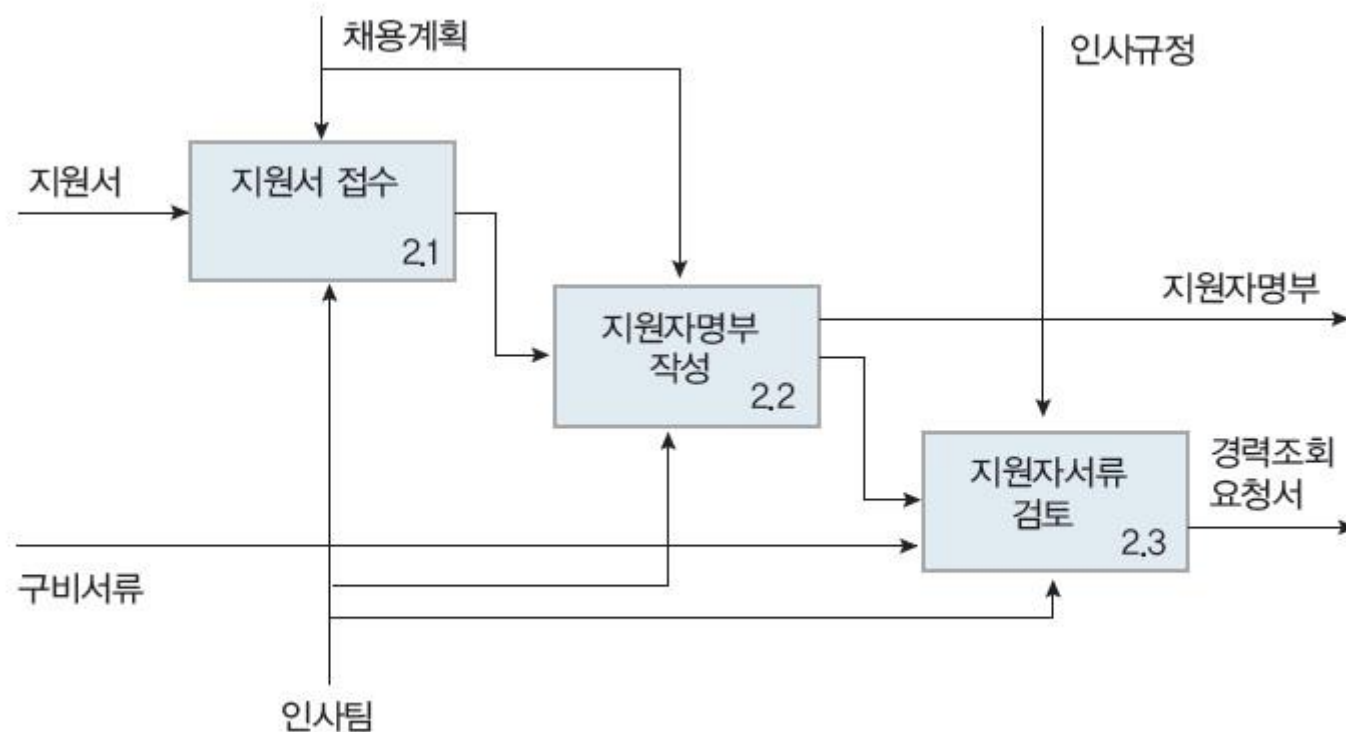 채용계획
인사규정
지원서
지원서 접수
2.1
지원자명부
지원자명부
작성
2.2
경력조회
요청서
지원자서류
검토
2.3
구비서류
인사팀